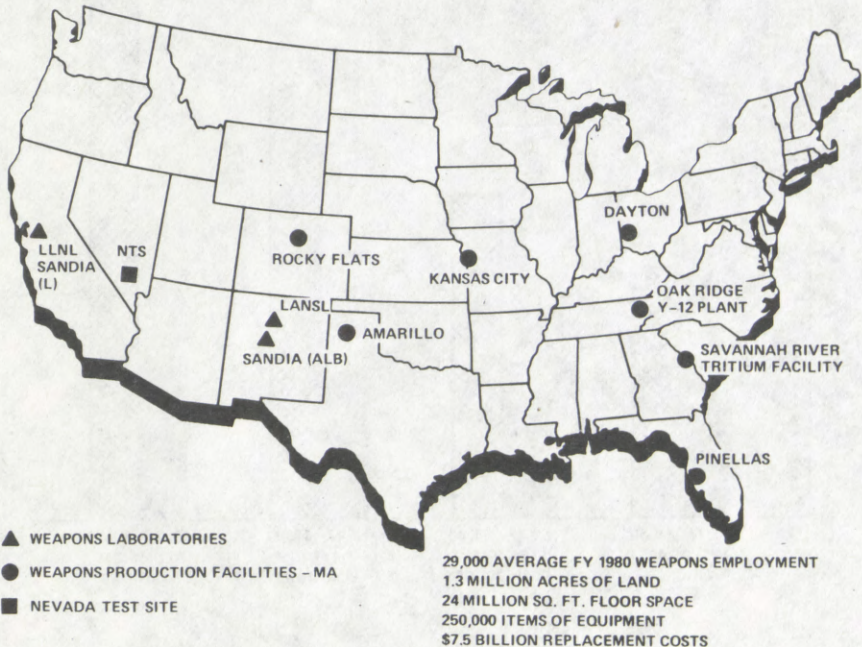 DAYTON
LLNL
SANDIA
(L)
NTS
ROCKY FLATS
KANSAS CITY
OAK RIDGE
Y-12 PLANT
LANSL
AMARILLO
SANDIA (ALB)
SAVANNAH RIVER
TRITIUM FACILITY
PINELLAS
WEAPONS LABORATORIES
WEAPONS PRODUCTION FACILITIES – MA
NEVADA TEST SITE
29,000 AVERAGE FY 1980 WEAPONS EMPLOYMENT
1.3 MILLION ACRES OF LAND
24 MILLION SQ. FT. FLOOR SPACE
250,000 ITEMS OF EQUIPMENT
$7.5 BILLION REPLACEMENT COSTS